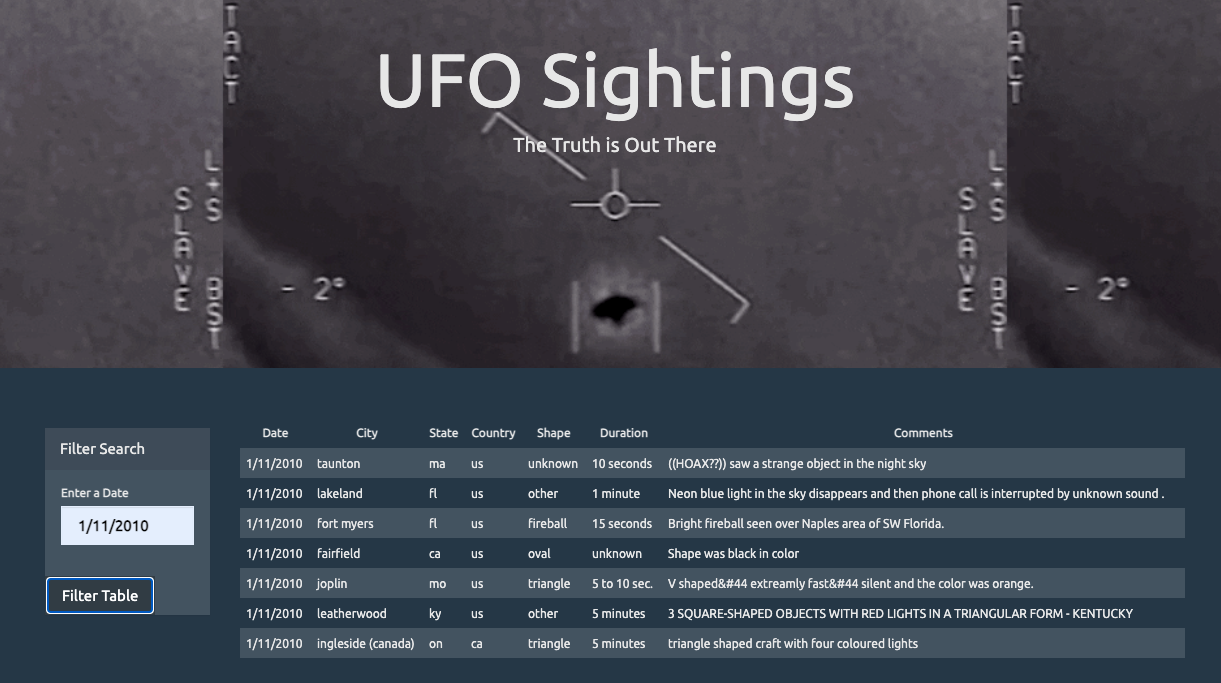 TACT
TACT
UFO Sightings
The Truth is Out There
L+S
SLAVE
BST
- 2°
L+S
SLAVE
BST
- 2°
Filter Search
Enter a Date
1/11/2010
Filter Table
Date City State Country Shape Duration Comments
1/11/2010 taunton ma us unknown 10 seconds ((HOAX??)) saw a strange object in the night sky
1/11/2010 lakeland fl us other 1 minute Neon blue light in the sky disappears and then phone call is interrupted by unknown sound .
1/11/2010 fort myers fl us fireball 15 seconds Bright fireball seen over Naples area of SW Florida.
1/11/2010 fairfield ca us oval unknown Shape was black in color
1/11/2010 joplin mo us triangle 5 to 10 sec. V shaped&#44 extreamly fast&#44 silent and the color was orange.
1/11/2010 leatherwood ky us other 5 minutes 3 SQUARE-SHAPED OBJECTS WITH RED LIGHTS IN A TRIANGULAR FORM - KENTUCKY
1/11/2010 ingleside (canada) on ca triangle 5 minutes triangle shaped craft with four coloured lights